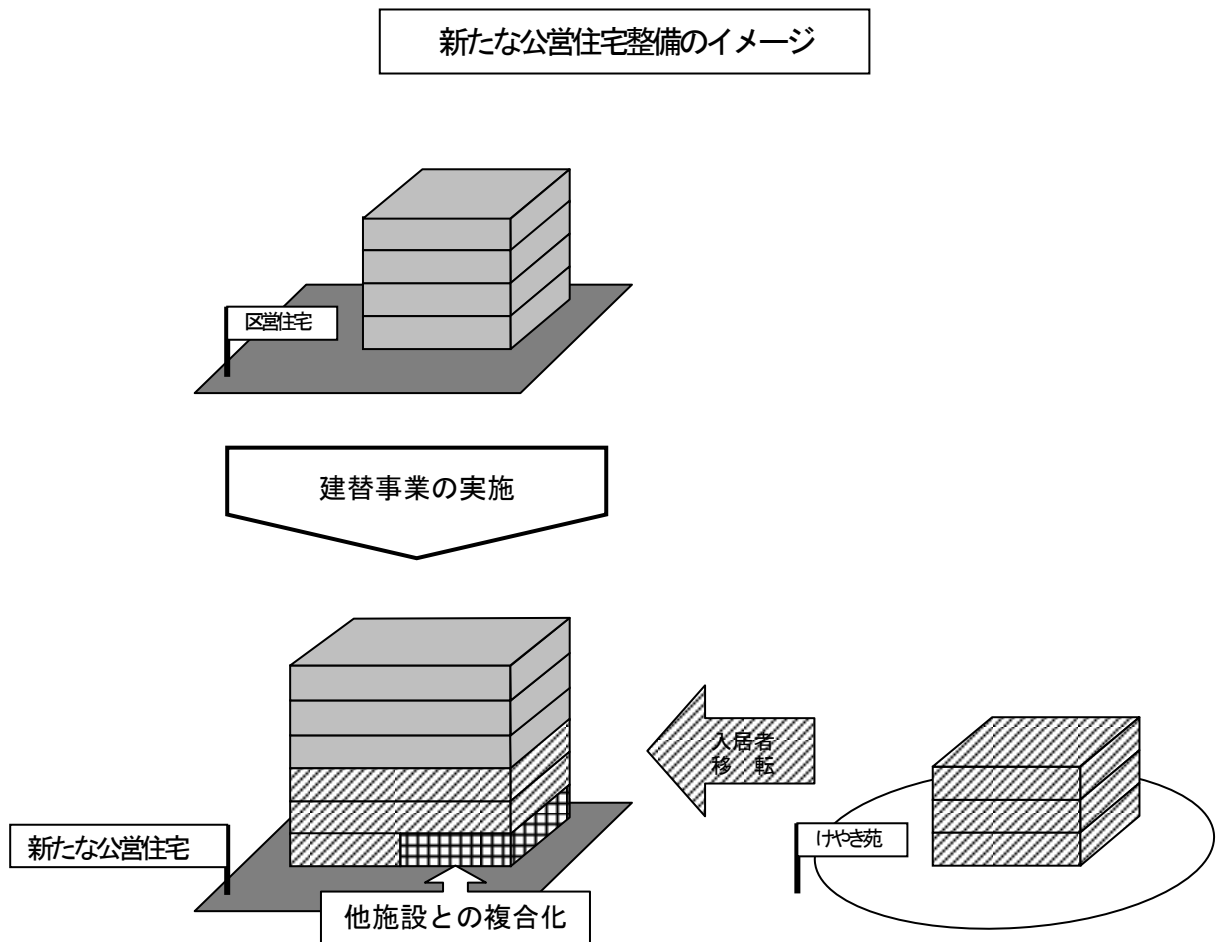 新たな公営住宅整備のイメージ
区営住宅
建替事業の実施
入居者
移　転
新たな公営住宅
けやき苑
他施設との複合化